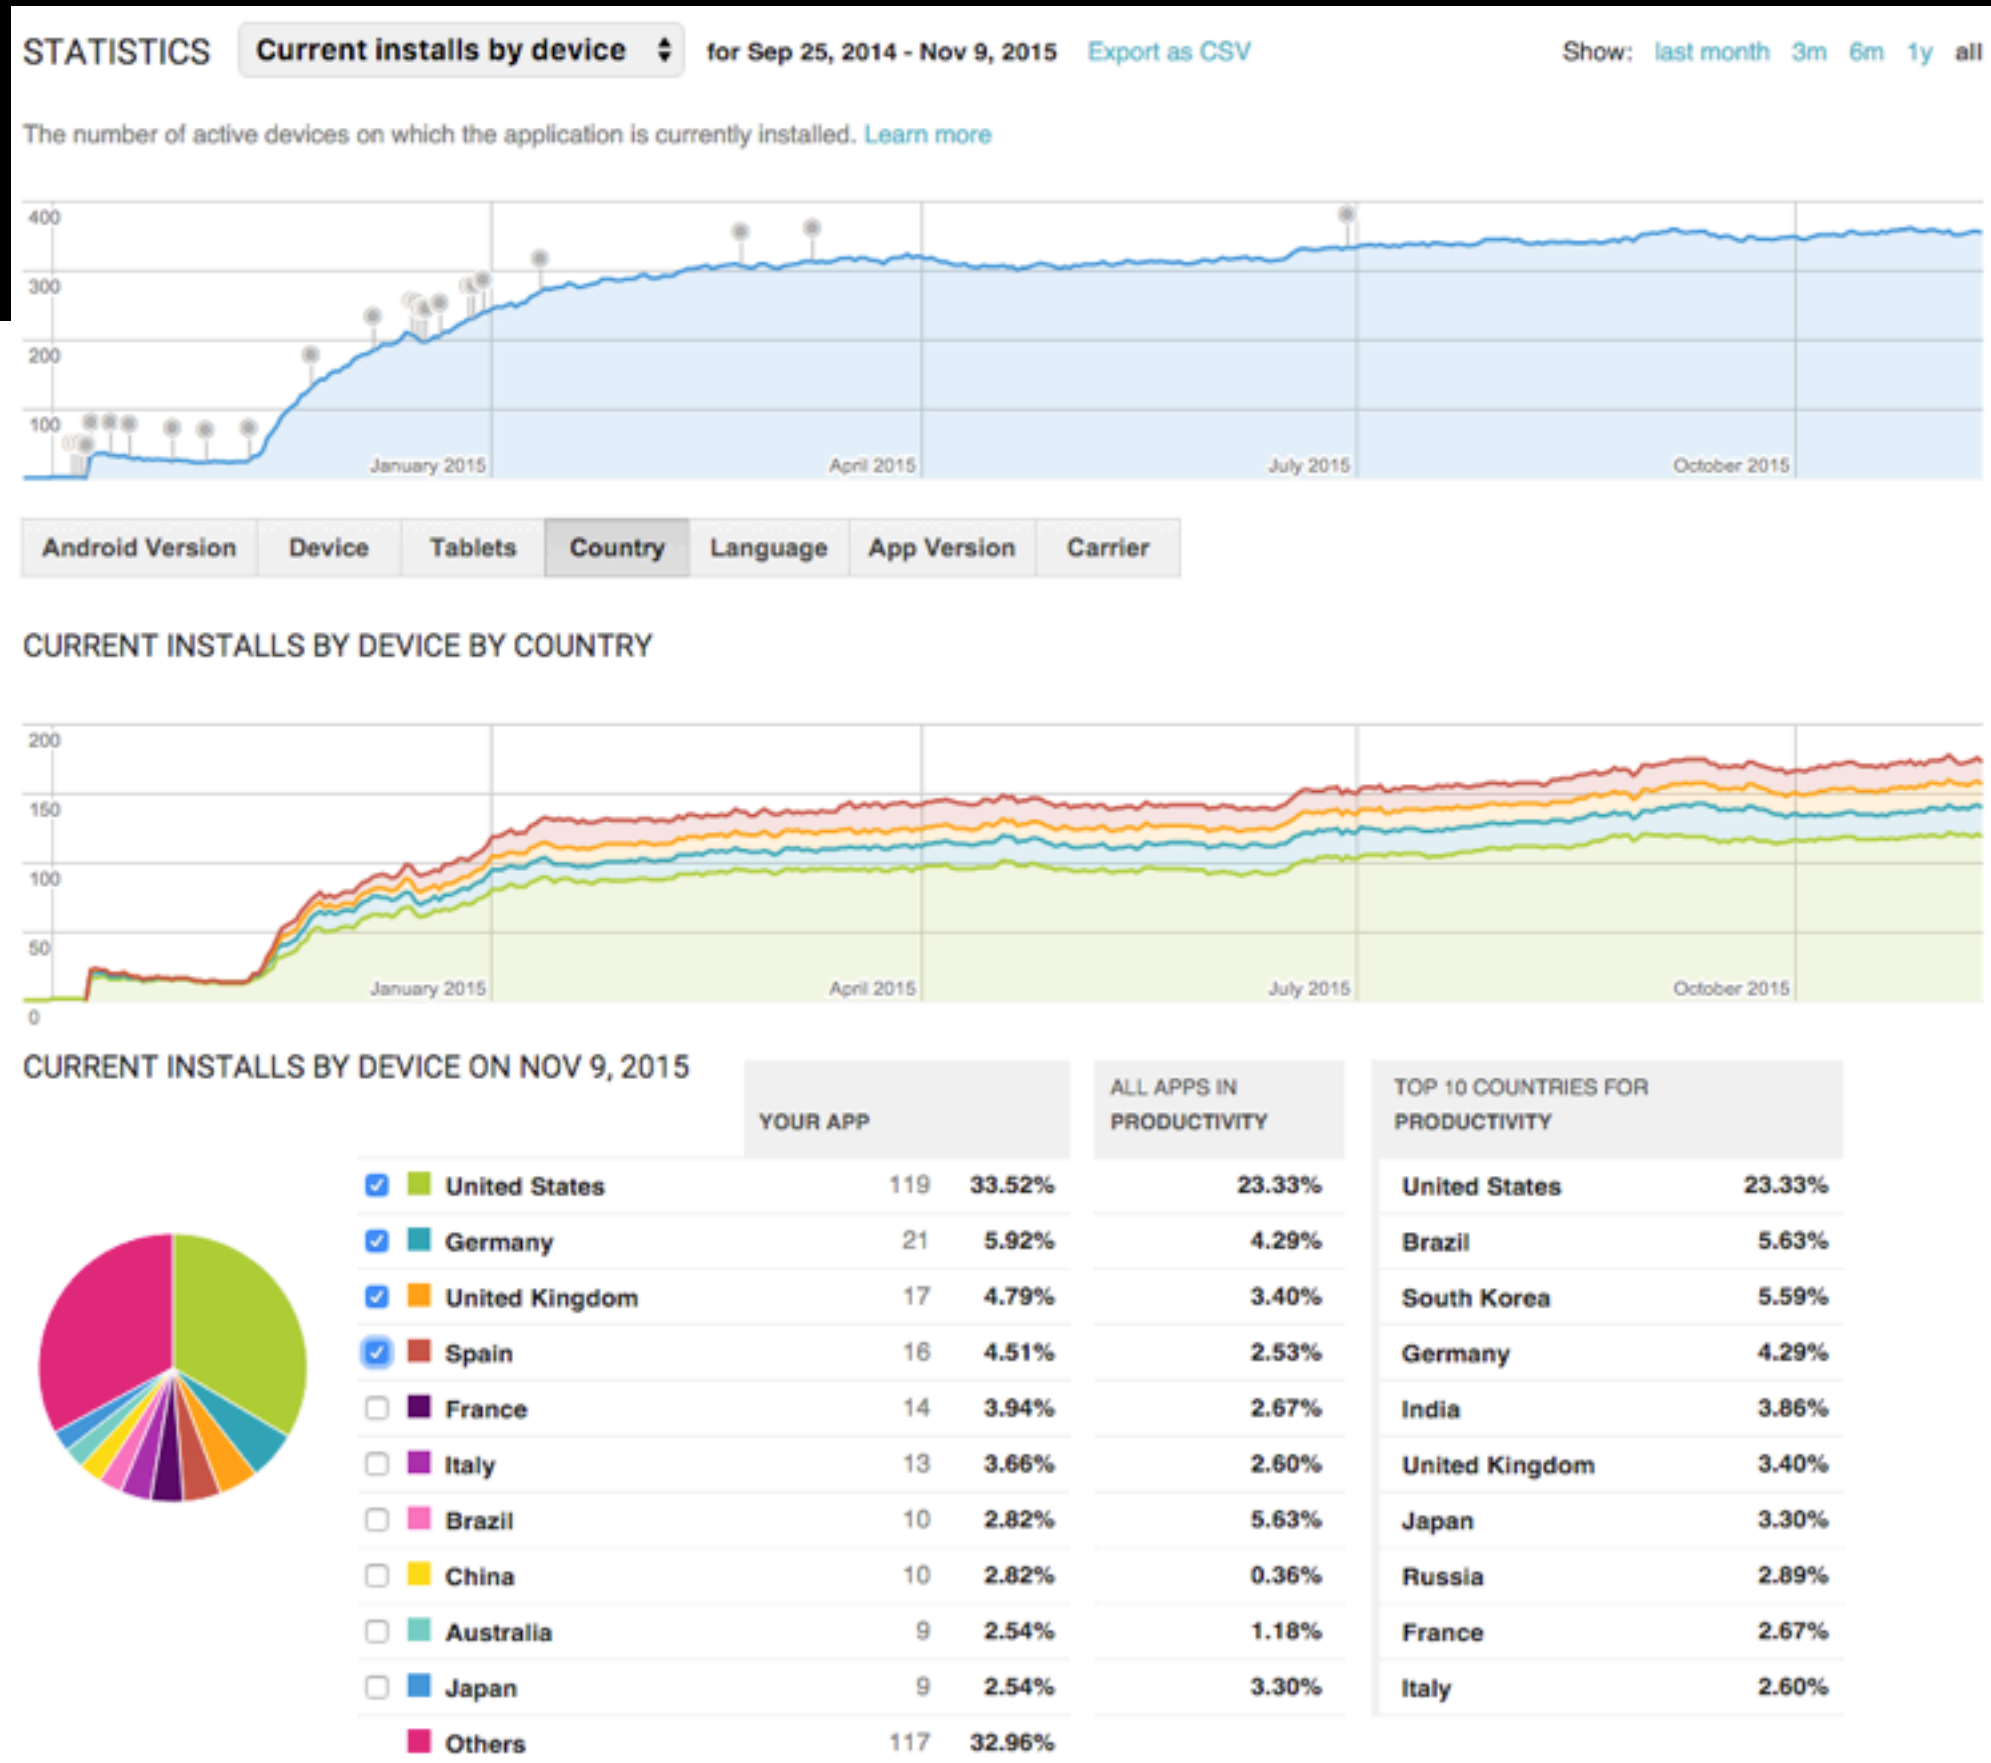 STATISTICS Current installs by device for Sep 25, 2014 - Nov 9, 2015 Export as CSV Show: last month 3m 6m 1y all
The number of active devices on which the application is currently installed. Learn more
400
300
200
100
January 2015 April 2015 July 2015 October 2015
Android Version Device Tablets Country Language App Version Carrier
CURRENT INSTALLS BY DEVICE BY COUNTRY
200
150
100
50
January 2015 April 2015 July 2015 October 2015
0
CURRENT INSTALLS BY DEVICE ON NOV 9, 2015
YOUR APP
ALL APPS IN
PRODUCTIVITY
TOP 10 COUNTRIES FOR
PRODUCTIVITY
United States 119 33.52% 23.33% United States 23.33%
Germany 21 5.92% 4.29% Brazil 5.63%
United Kingdom 17 4.79% 3.40% South Korea 5.59%
Spain 16 4.51% 2.53% Germany 4.29%
France 14 3.94% 2.67% India 3.86%
Italy 13 3.66% 2.60% United Kingdom 3.40%
Brazil 10 2.82% 5.63% Japan 3.30%
China 10 2.82% 0.36% Russia 2.89%
Australia 9 2.54% 1.18% France 2.67%
Japan 9 2.54% 3.30% Italy 2.60%
Others 117 32.96%